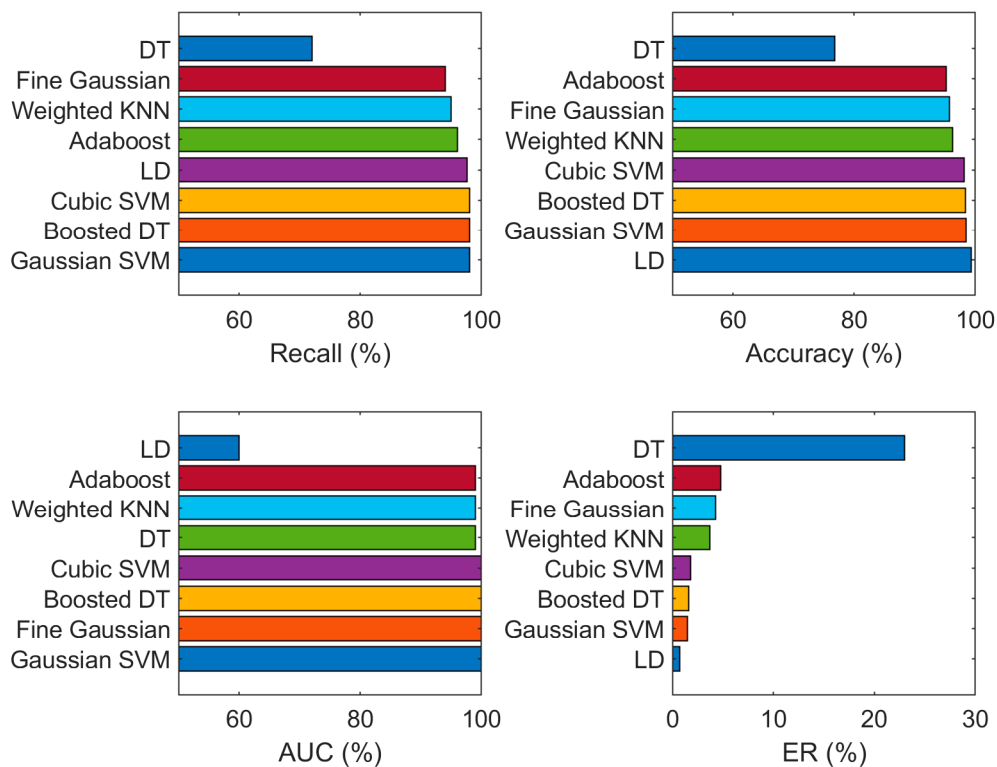 DT
Fine Gaussian
Weighted KNN
Adaboost
LD
Cubic SVM
Boosted DT
Gaussian SVM
60 80 100
Recall (%)
DT
Adaboost
Fine Gaussian
Weighted KNN
Cubic SVM
Boosted DT
Gaussian SVM
LD
60 80 100
Accuracy (%)
LD
Adaboost
Weighted KNN
DT
Cubic SVM
Boosted DT
Fine Gaussian
Gaussian SVM
60 80 100
AUC (%)
DT
Adaboost
Fine Gaussian
Weighted KNN
Cubic SVM
Boosted DT
Gaussian SVM
LD
0 10 20 30
ER (%)